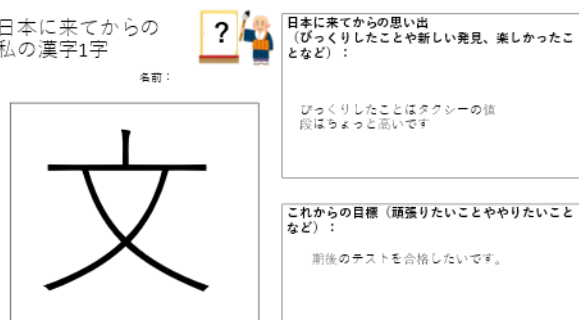 日本に来てからの
私の漢字1字
?
名前：
文
日本に来てからの思い出
（びっくりしたことや新しい発見、楽しかったこ
となど）：
びっくりしたことはタクシーの値
段はちょっと高いです
これからの目標（頑張りたいことややりたいこと
など）：
期後のテストを合格したいです。